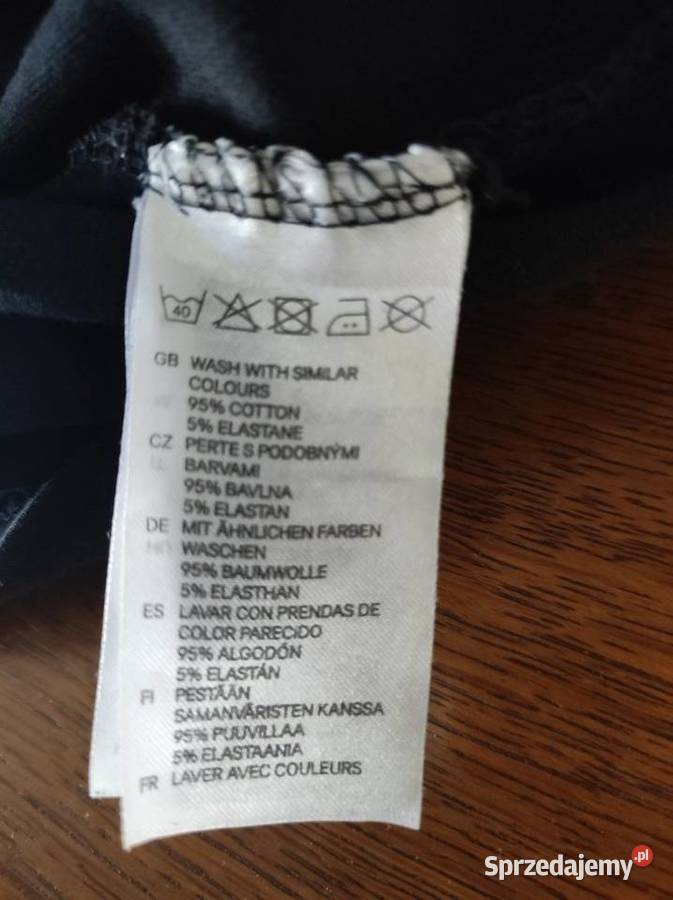 40
GB WASH WITH SIMILAR
COLOURS
95% COTTON
5% ELASTANE
CZ PERTE S PODOBNÝMI
BARVAMI
95% BAVLNA
5% ELASTAN
DE MIT ÄHNLICHEN FARBEN
WASCHEN
95% BAUMWOLLE
5% ELASTHAN
ES LAVAR CON PRENDAS DE
COLOR PARECIDO
95% ALGODÓN
5% ELASTÁN
FI PESTÄÄN
SAMANVÄRISTEN KANSSA
95% PUUVILLAA
5% ELASTAANIA
FR LAVER AVEC COULEURS
Sprzedajemy.pl